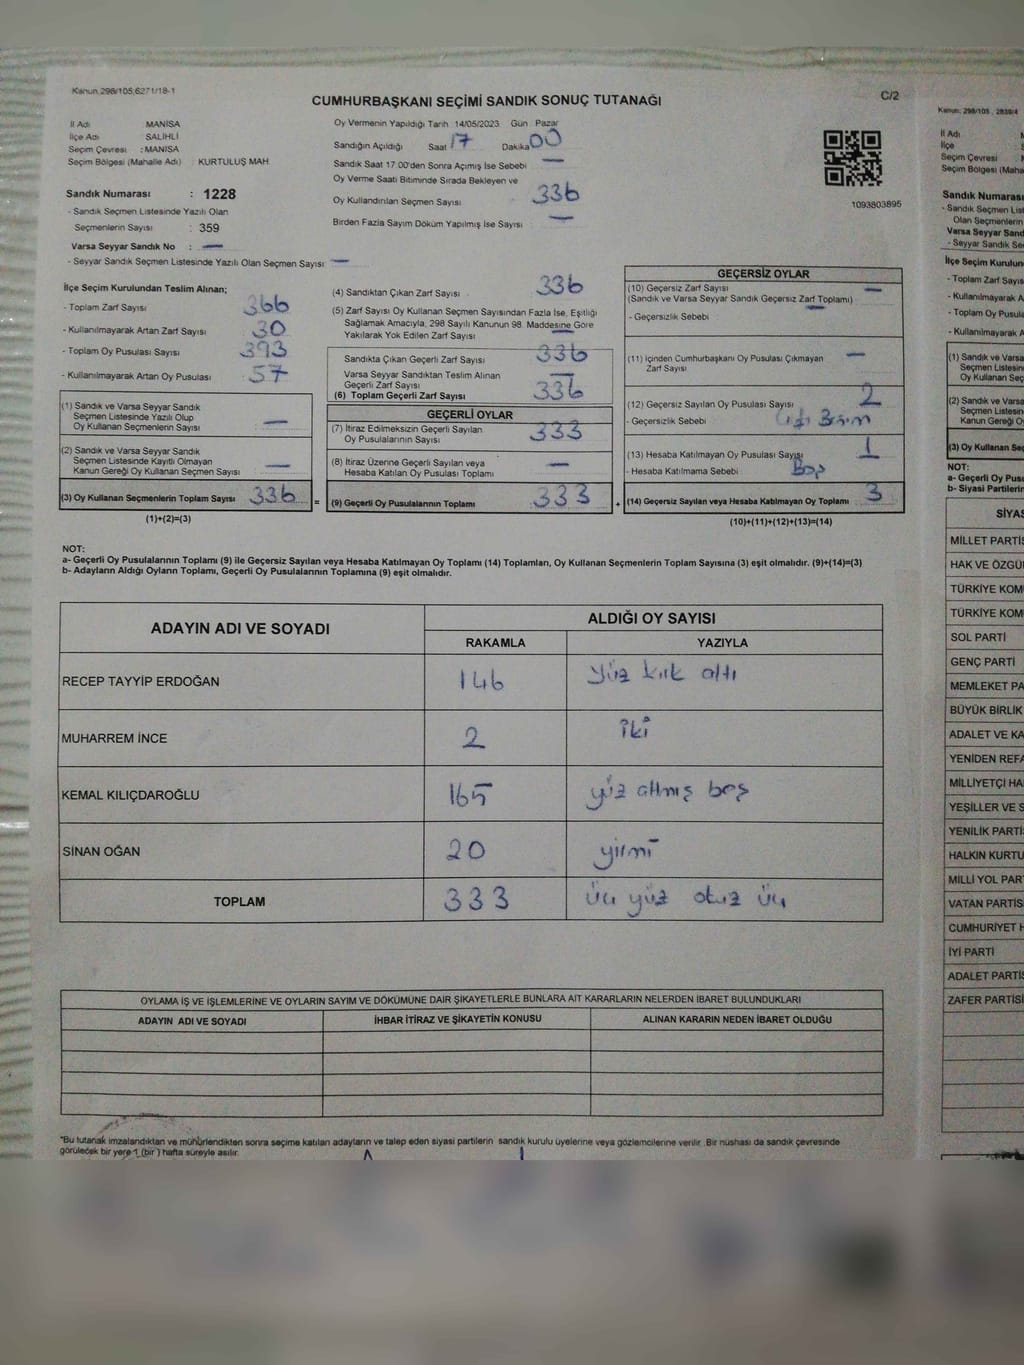 Kanun 298/105,6271/18-1
CUMHURBAŞKANI SEÇİMİ SANDIK SONUÇ TUTANAĞI
C/2
İl Adı MANİSA
İlçe Adı SALİHLİ
Seçim Çevresi : MANİSA
Seçim Bölgesi (Mahalle Adı) : KURTULUŞ MAH
Sandık Numarası : 1228
- Sandık Seçmen Listesinde Yazılı Olan
Seçmenlerin Sayısı : 359
Varsa Seyyar Sandık No : —
- Seyyar Sandık Seçmen Listesinde Yazılı Olan Seçmen Sayısı: —
Oy Vermenin Yapıldığı Tarih 14/05/2023 Gün Pazar
Sandığın Açıldığı Saat 17 Dakika 00
Sandık Saat 17.00'den Sonra Açımış İse Sebebi —
Oy Verme Saati Bitiminde Sırada Bekleyen ve
Oy Kullandırılan Seçmen Sayısı 336
Birden Fazla Sayım Döküm Yapılmış İse Sayısı —
1093803895
İlçe Seçim Kurulundan Teslim Alınan;
- Toplam Zarf Sayısı : 366
- Kullanılmayarak Artan Zarf Sayısı : 30
- Toplam Oy Pusulası Sayısı : 393
- Kullanılmayarak Artan Oy Pusulası : 57
(1) Sandık ve Varsa Seyyar Sandık
Seçmen Listesinde Yazılı Olup
Oy Kullanan Seçmenlerin Sayısı : —
(2) Sandık ve Varsa Seyyar Sandık
Seçmen Listesinde Kayıtlı Olmayan
Kanun Gereği Oy Kullanan Seçmen Sayısı : —
(3) Oy Kullanan Seçmenlerin Toplam Sayısı 336 =
(1)+(2)=(3)
(4) Sandıktan Çıkan Zarf Sayısı 336
(5) Zarf Sayısı Oy Kullanan Seçmen Sayısından Fazla İse, Eşitliği
Sağlamak Amacıyla, 298 Sayılı Kanunun 98. Maddesine Göre
Yakılarak Yok Edilen Zarf Sayısı —
Sandıkta Çıkan Geçerli Zarf Sayısı 336
Varsa Seyyar Sandıktan Teslim Alınan
Geçerli Zarf Sayısı —
(6) Toplam Geçerli Zarf Sayısı 336
GEÇERLİ OYLAR
(7) İtiraz Edilmeksizin Geçerli Sayılan
Oy Pusulalarının Sayısı 333
(8) İtiraz Üzerine Geçerli Sayılan veya
Hesaba Katılan Oy Pusulası Toplamı —
(9) Geçerli Oy Pusulalarının Toplamı 333 +
GEÇERSİZ OYLAR
(10) Geçersiz Zarf Sayısı —
(Sandık ve Varsa Seyyar Sandık Geçersiz Zarf Toplamı)
- Geçersizlik Sebebi —
(11) İçinden Cumhurbaşkanı Oy Pusulası Çıkmayan —
Zarf Sayısı
(12) Geçersiz Sayılan Oy Pusulası Sayısı 2
- Geçersizlik Sebebi
(13) Hesaba Katılmayan Oy Pusulası Sayısı 1
- Hesaba Katılmama Sebebi Boş
(14) Geçersiz Sayılan veya Hesaba Katılmayan Oy Toplamı 3
(10)+(11)+(12)+(13)=(14)
NOT:
a- Geçerli Oy Pusulalarının Toplamı (9) ile Geçersiz Sayılan veya Hesaba Katılmayan Oy Toplamı (14) Toplamları, Oy Kullanan Seçmenlerin Toplam Sayısına (3) eşit olmalıdır. (9)+(14)=(3)
b- Adayların Aldığı Oyların Toplamı, Geçerli Oy Pusulalarının Toplamına (9) eşit olmalıdır.
ADAYIN ADI VE SOYADI
ALDIĞI OY SAYISI
RAKAMLA YAZIYLA
RECEP TAYYİP ERDOĞAN 146 yüz kırk altı
MUHARREM İNCE 2 iki
KEMAL KILIÇDAROĞLU 165 yüz altmış beş
SİNAN OĞAN 20 yirmi
TOPLAM 333 üç yüz otuz üç
OYLAMA İŞ VE İŞLEMLERİNE VE OYLARIN SAYIM VE DÖKÜMÜNE DAİR ŞİKAYETLERLE BUNLARA AİT KARARLARIN NELERDEN İBARET BULUNDUKLARI
ADAYIN ADI VE SOYADI İHBAR İTİRAZ VE ŞİKAYETİN KONUSU ALINAN KARARIN NEDEN İBARET OLDUĞU
*Bu tutanak imzalandıktan ve mühürlendikten sonra seçime katılan adayların ve talep eden siyasi partilerin sandık kurulu üyelerine veya gözlemcilerine verilir. Bir nüshası da sandık çevresinde
görülecek bir yere 1 (bir) hafta süreyle asılır.
Kanun: 298/105, 2839/4
İl Adı
İlçe
Seçim Çevresi
Seçim Bölgesi (Maha
Sandık Numarası
- Sandık Seçmen List
Olan Seçmenlerin
Varsa Seyyar Sand
- Seyyar Sandık Se
İlçe Seçim Kurulun
- Toplam Zarf Sayıs
- Kullanılmayarak A
- Toplam Oy Pusula
- Kullanılmayarak A
(1) Sandık ve Varsa
Seçmen Listesin
Oy Kullanan Seç
(2) Sandık ve Varsa
Seçmen Listesin
Kanun Gereği O
(3) Oy Kullanan Se
NOT:
a- Geçerli Oy Pusu
b- Siyasi Partilerin
SİYAS
MİLLET PARTİS
HAK VE ÖZGÜ
TÜRKİYE KOM
TÜRKİYE KOM
SOL PARTİ
GENÇ PARTİ
MEMLEKET PA
BÜYÜK BİRLİK
ADALET VE KA
YENİDEN REFA
MİLLİYETÇİ HA
YEŞİLLER VE S
YENİLİK PARTİ
HALKIN KURTU
MİLLİ YOL PAR
VATAN PARTİS
CUMHURİYET H
İYİ PARTİ
ADALET PARTİS
ZAFER PARTİSİ